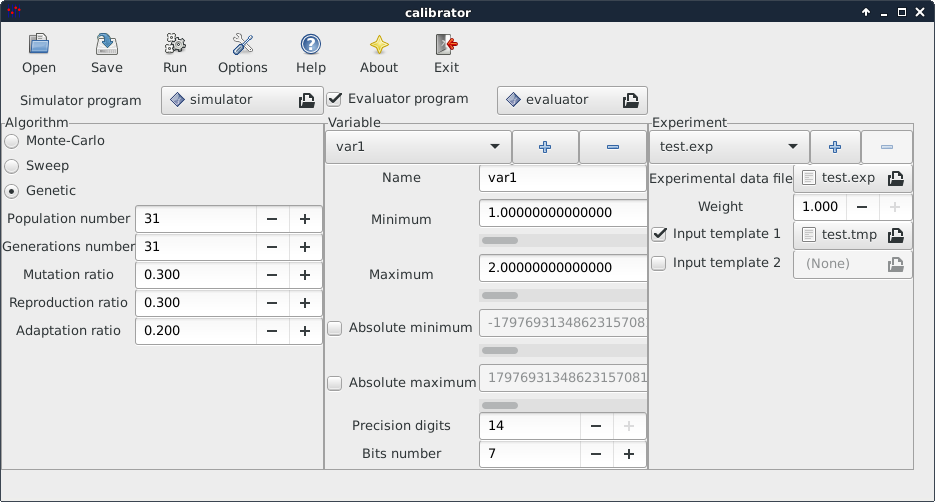 calibrator
Open Save Run Options Help About Exit
Simulator program simulator Evaluator program evaluator
Algorithm
Monte-Carlo
Sweep
Genetic
Population number 31
Generations number 31
Mutation ratio 0.300
Reproduction ratio 0.300
Adaptation ratio 0.200
Variable
var1
Name var1
Minimum 1.00000000000000
Maximum 2.00000000000000
Absolute minimum -1797693134862315708
Absolute maximum 17976931348623157081
Precision digits 14
Bits number 7
Experiment
test.exp
Experimental data file test.exp
Weight 1.000
Input template 1 test.tmp
Input template 2 (None)